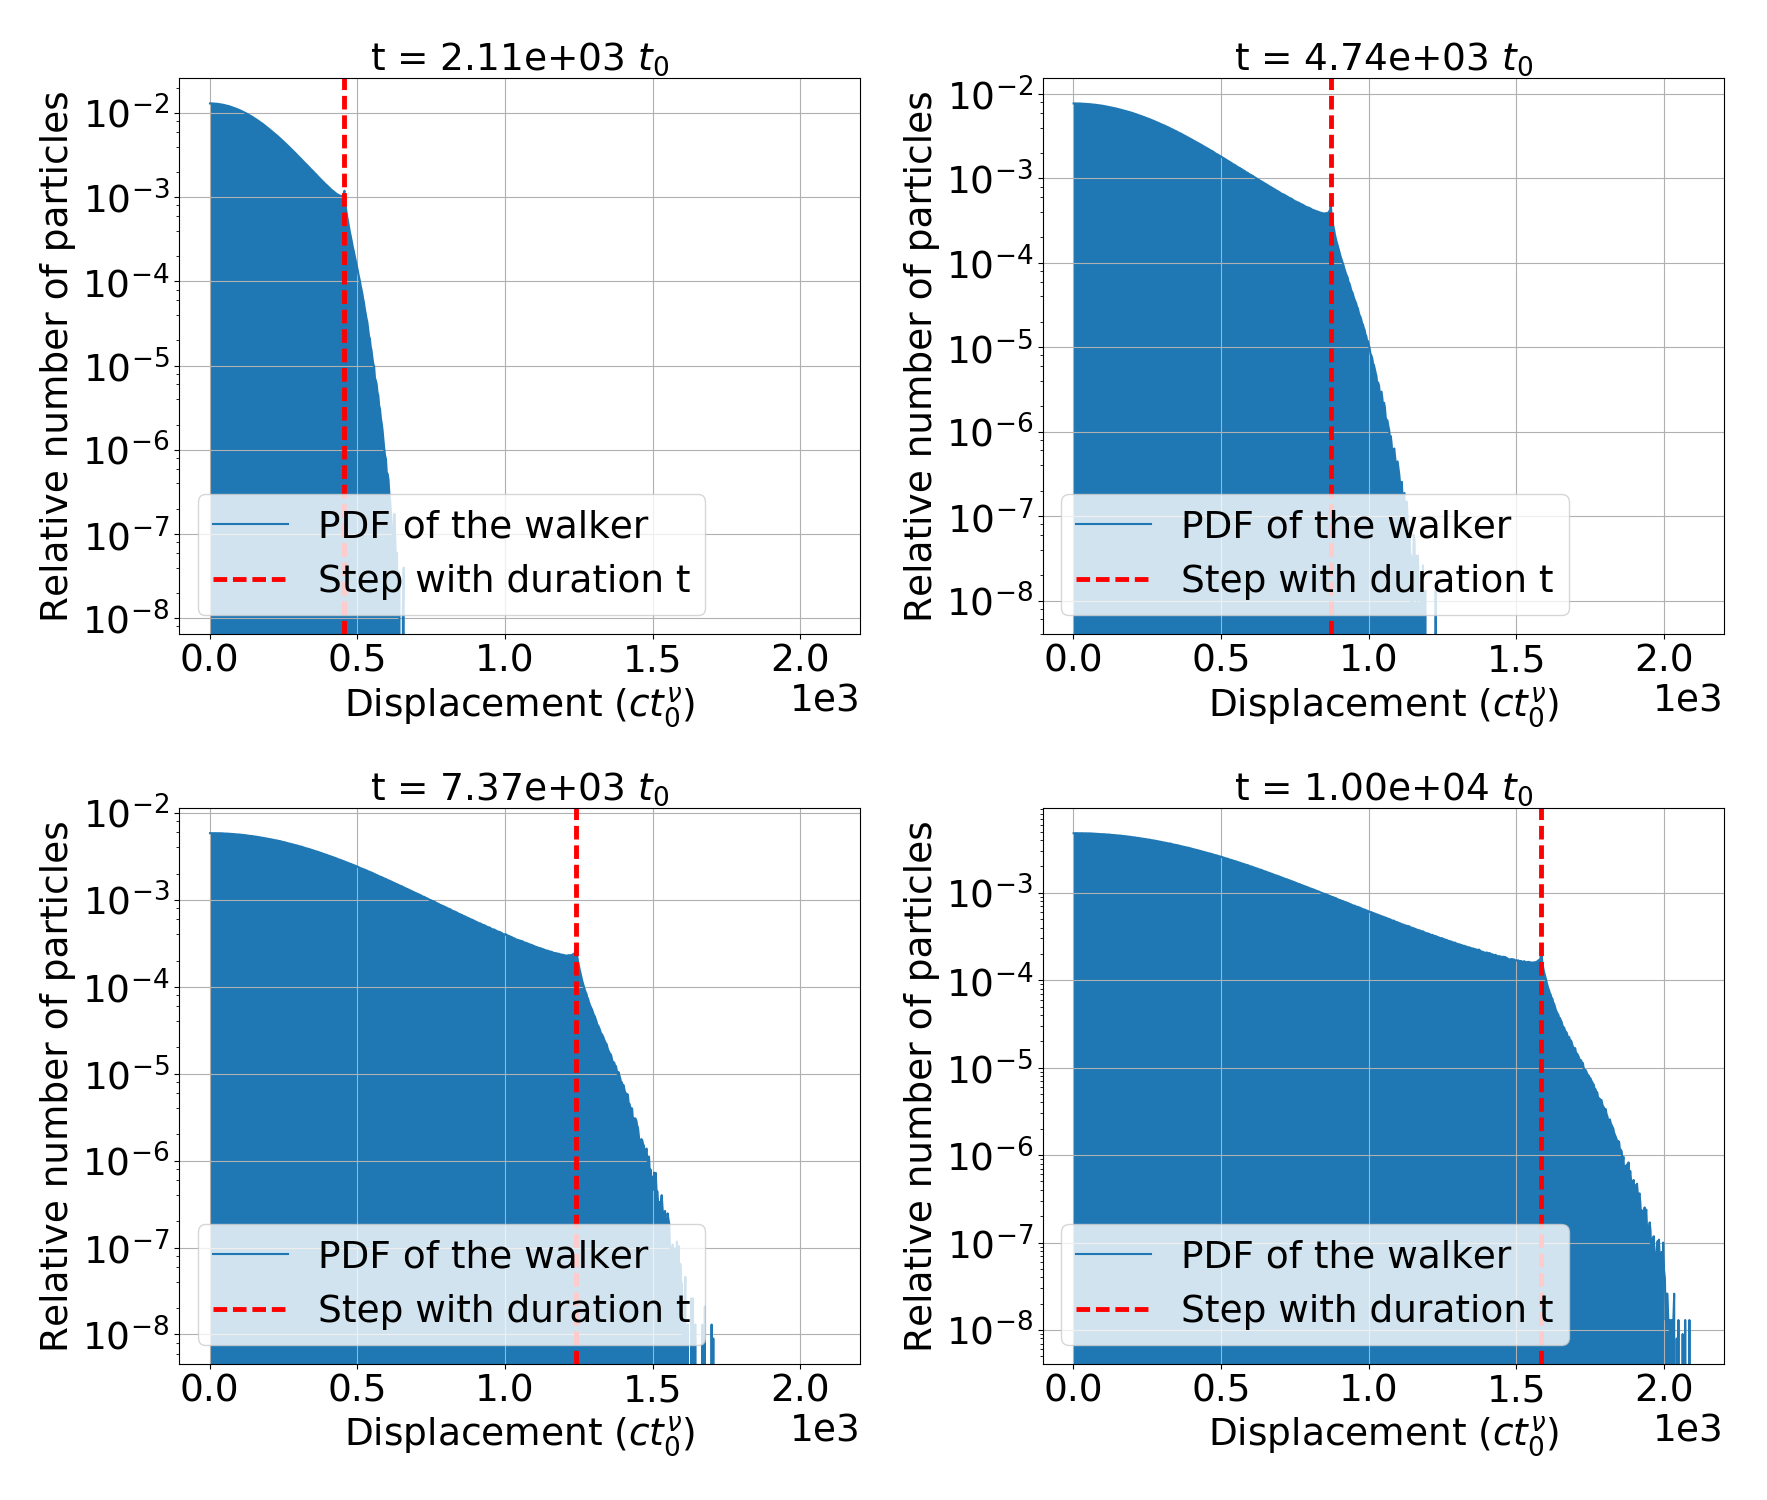 t = 2.11e+03 t₀
Relative number of particles
10⁻²
10⁻³
10⁻⁴
10⁻⁵
10⁻⁶
10⁻⁷
10⁻⁸
PDF of the walker
Step with duration t
0.0 0.5 1.0 1.5 2.0
1e3
Displacement (ct₀^ν)
t = 4.74e+03 t₀
Relative number of particles
10⁻²
10⁻³
10⁻⁴
10⁻⁵
10⁻⁶
10⁻⁷
10⁻⁸
PDF of the walker
Step with duration t
0.0 0.5 1.0 1.5 2.0
1e3
Displacement (ct₀^ν)
t = 7.37e+03 t₀
Relative number of particles
10⁻²
10⁻³
10⁻⁴
10⁻⁵
10⁻⁶
10⁻⁷
10⁻⁸
PDF of the walker
Step with duration t
0.0 0.5 1.0 1.5 2.0
1e3
Displacement (ct₀^ν)
t = 1.00e+04 t₀
Relative number of particles
10⁻³
10⁻⁴
10⁻⁵
10⁻⁶
10⁻⁷
10⁻⁸
PDF of the walker
Step with duration t
0.0 0.5 1.0 1.5 2.0
1e3
Displacement (ct₀^ν)